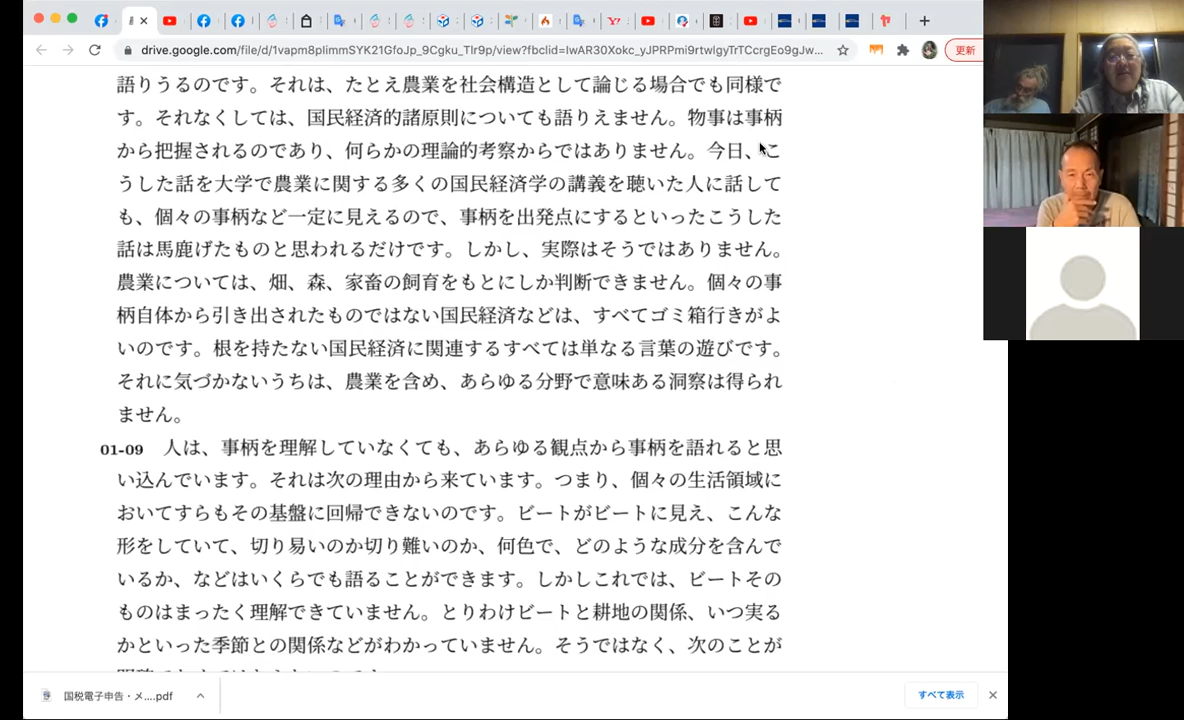 drive.google.com/file/d/1vapm8pIimmSYK21GfoJp_9Cgku_Tlr9p/view?fbclid=IwAR30Xokc_yJPRPmi9rtwIgyTrTCcrgEo9gJw...
更新
語りうるのです。それは、たとえ農業を社会構造として論じる場合でも同様で
す。それなくしては、国民経済的諸原則についても語りえません。物事は事柄
から把握されるのであり、何らかの理論的考察からではありません。今日、こ
うした話を大学で農業に関する多くの国民経済学の講義を聴いた人に話して
も、個々の事柄など一定に見えるので、事柄を出発点にするといったこうした
話は馬鹿げたものと思われるだけです。しかし、実際はそうではありません。
農業については、畑、森、家畜の飼育をもとにしか判断できません。個々の事
柄自体から引き出されたものではない国民経済などは、すべてゴミ箱行きがよ
いのです。根を持たない国民経済に関連するすべては単なる言葉の遊びです。
それに気づかないうちは、農業を含め、あらゆる分野で意味ある洞察は得られ
ません。
01-09 人は、事柄を理解していなくても、あらゆる観点から事柄を語れると思
い込んでいます。それは次の理由から来ています。つまり、個々の生活領域に
おいてすらもその基盤に回帰できないのです。ビートがビートに見え、こんな
形をしていて、切り易いのか切り難いのか、何色で、どのような成分を含んで
いるか、などはいくらでも語ることができます。しかしこれでは、ビートその
ものはまったく理解できていません。とりわけビートと耕地の関係、いつ実る
かといった季節との関係などがわかっていません。そうではなく、次のことが
国税電子申告・メ....pdf
すべて表示